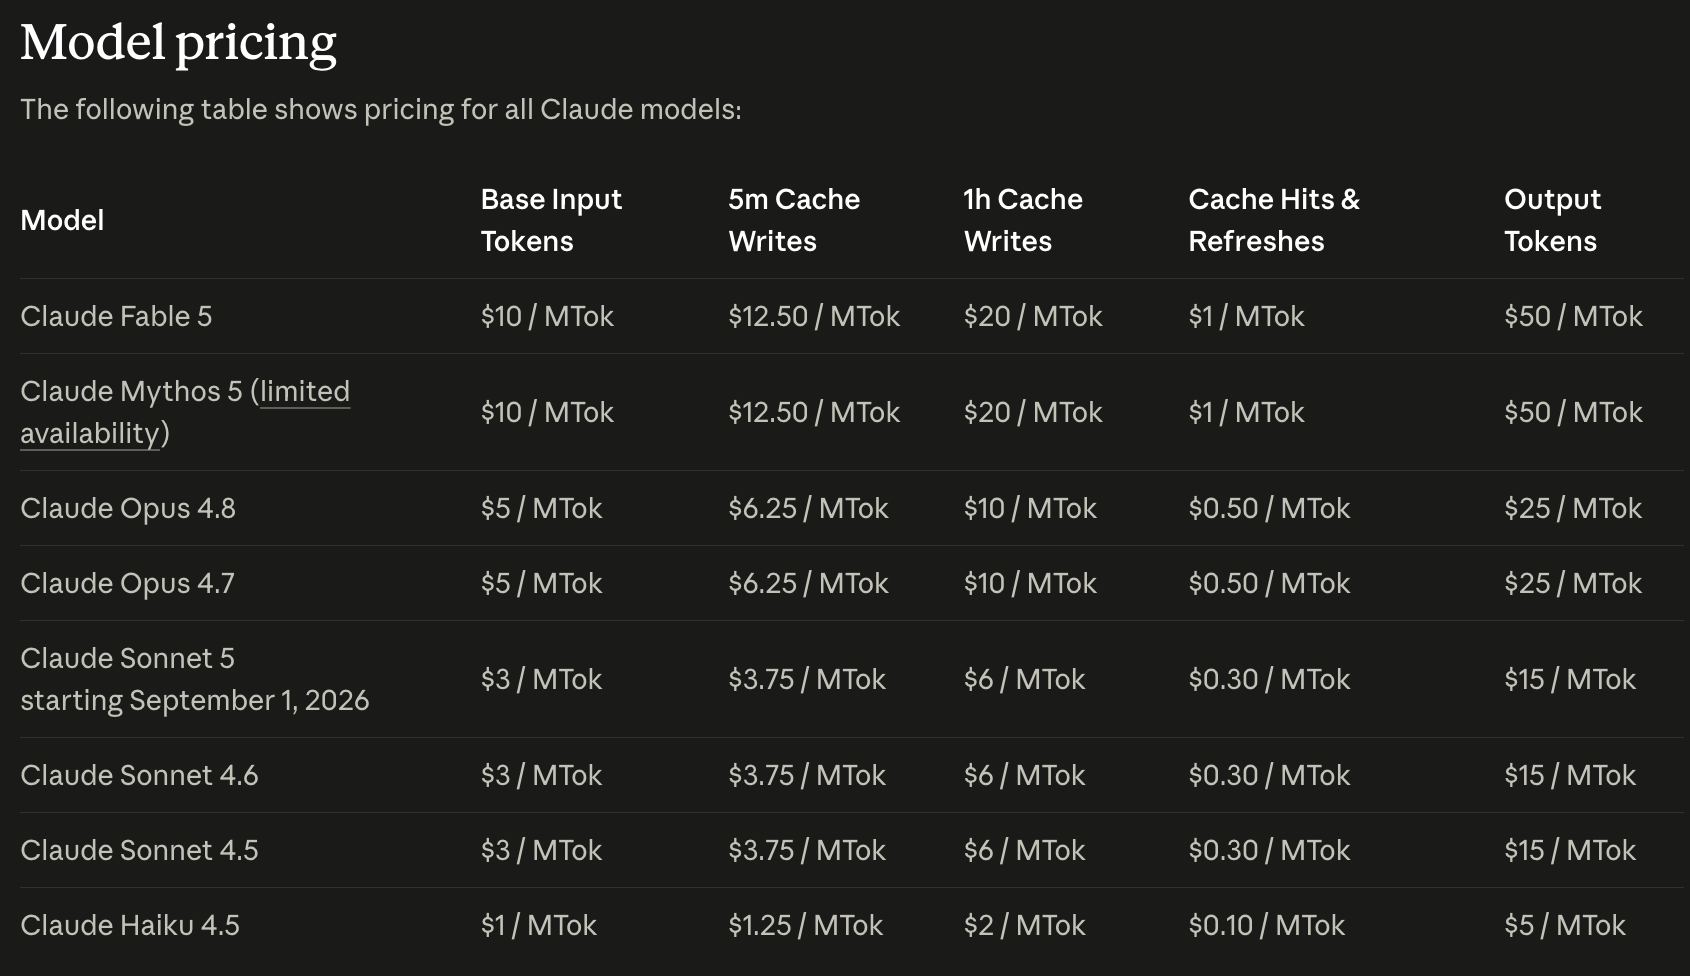 Model pricing
The following table shows pricing for all Claude models:
Model
Base Input
Tokens
5m Cache
Writes
1h Cache
Writes
Cache Hits &
Refreshes
Output
Tokens
Claude Fable 5
$10 / MTok
$12.50 / MTok
$20 / MTok
$1 / MTok
$50 / MTok
Claude Mythos 5 (limited
availability)
$10 / MTok
$12.50 / MTok
$20 / MTok
$1 / MTok
$50 / MTok
Claude Opus 4.8
$5 / MTok
$6.25 / MTok
$10 / MTok
$0.50 / MTok
$25 / MTok
Claude Opus 4.7
$5 / MTok
$6.25 / MTok
$10 / MTok
$0.50 / MTok
$25 / MTok
Claude Sonnet 5
starting September 1, 2026
$3 / MTok
$3.75 / MTok
$6 / MTok
$0.30 / MTok
$15 / MTok
Claude Sonnet 4.6
$3 / MTok
$3.75 / MTok
$6 / MTok
$0.30 / MTok
$15 / MTok
Claude Sonnet 4.5
$3 / MTok
$3.75 / MTok
$6 / MTok
$0.30 / MTok
$15 / MTok
Claude Haiku 4.5
$1 / MTok
$1.25 / MTok
$2 / MTok
$0.10 / MTok
$5 / MTok